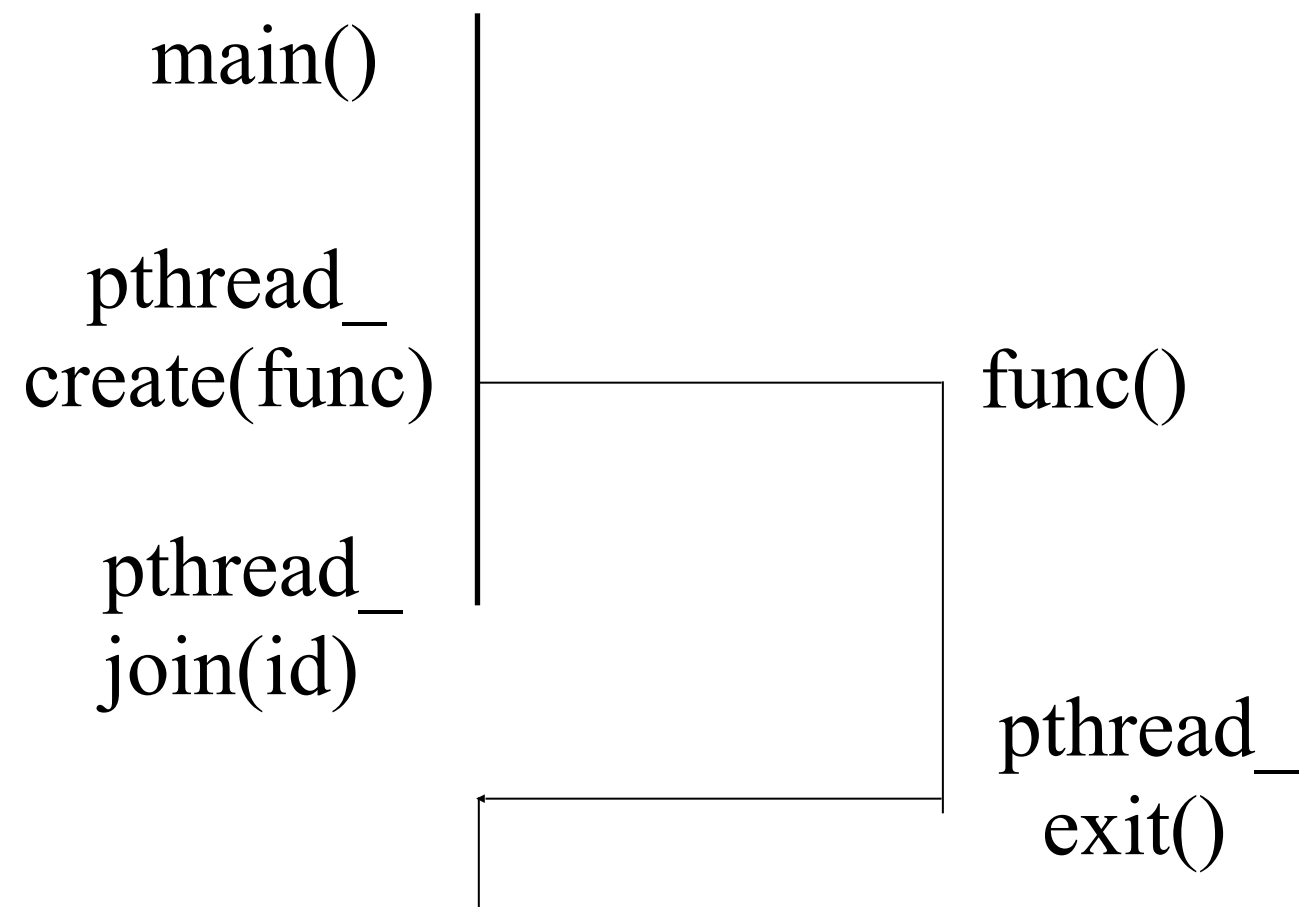 main()
pthread_
create(func)
func()
pthread_
join(id)
pthread_
exit()